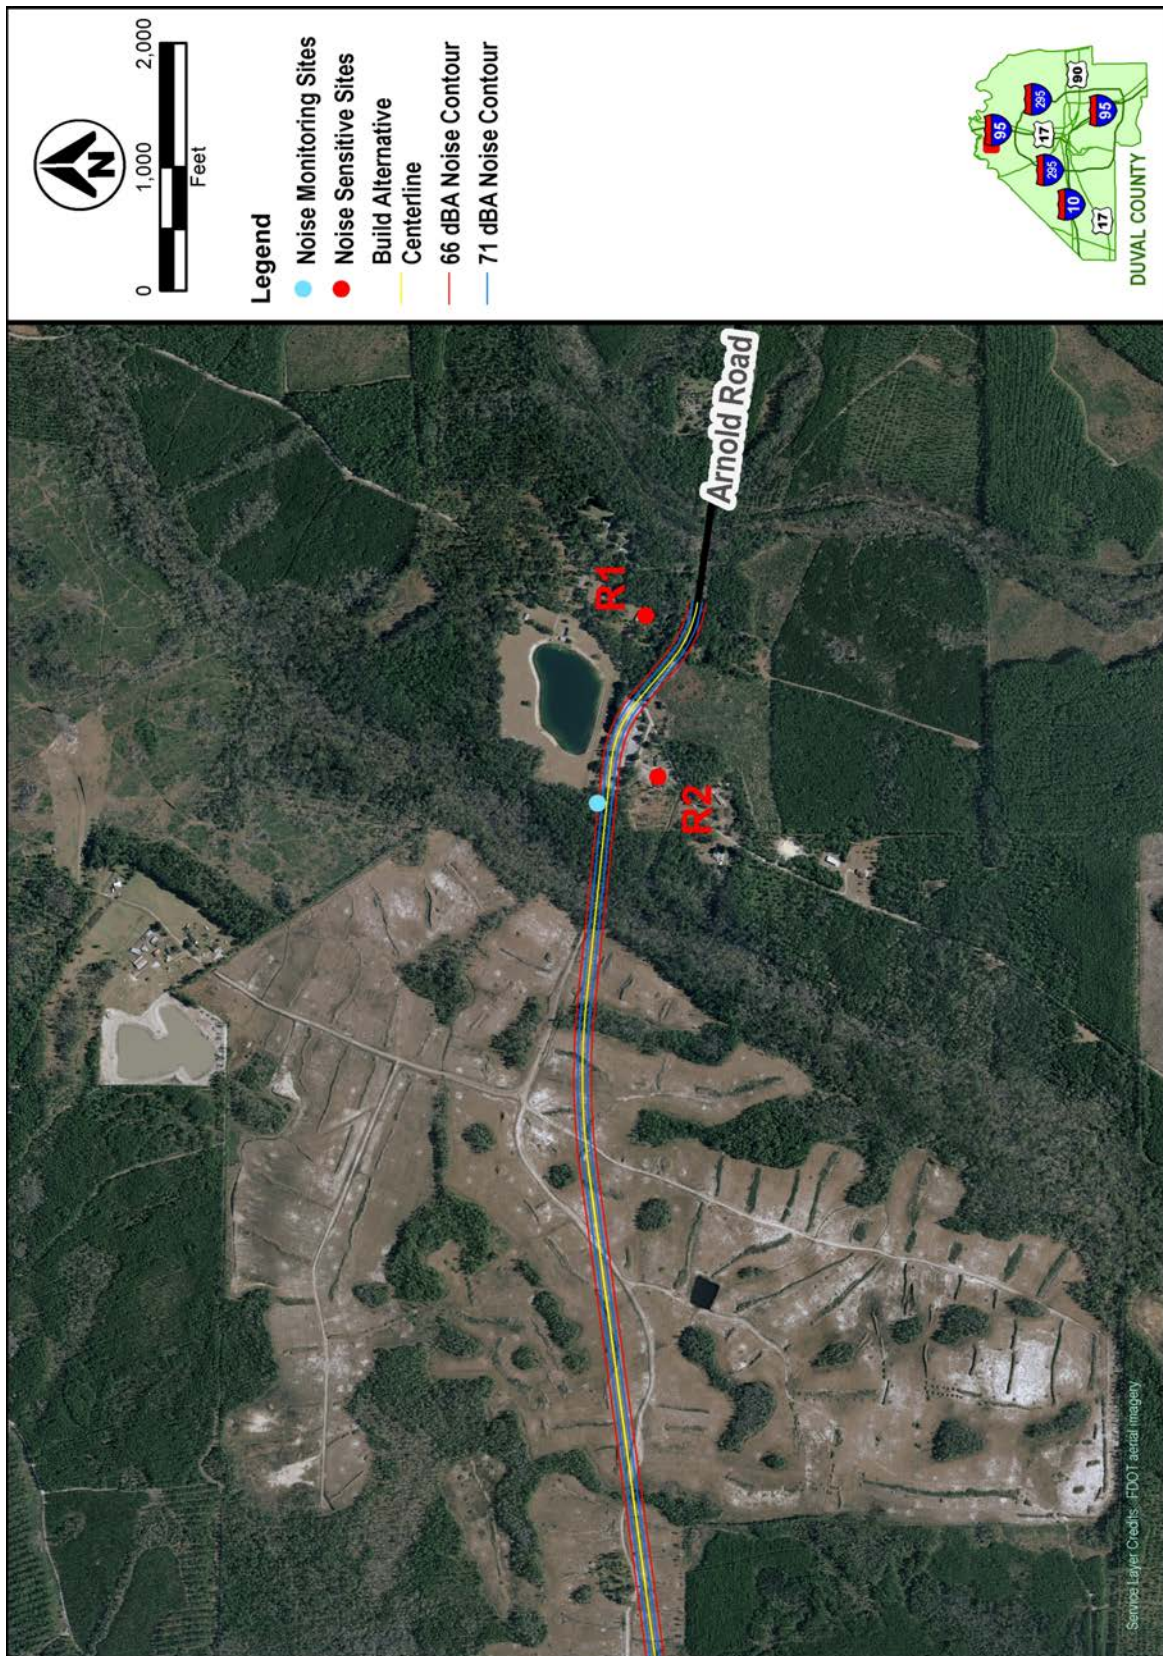 N
0 1,000 2,000
Feet
Legend
Noise Monitoring Sites
Noise Sensitive Sites
Build Alternative
Centerline
66 dBA Noise Contour
71 dBA Noise Contour
R1
R2
Arnold Road
95
295
90
17
295
95
10
17
DUVAL COUNTY
Service Layer Credits: FDOT aerial imagery